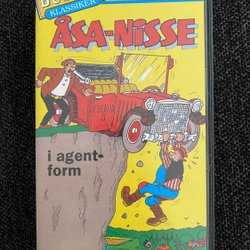 KLASSIKER
ÅSA-NISSE
i agent-
form